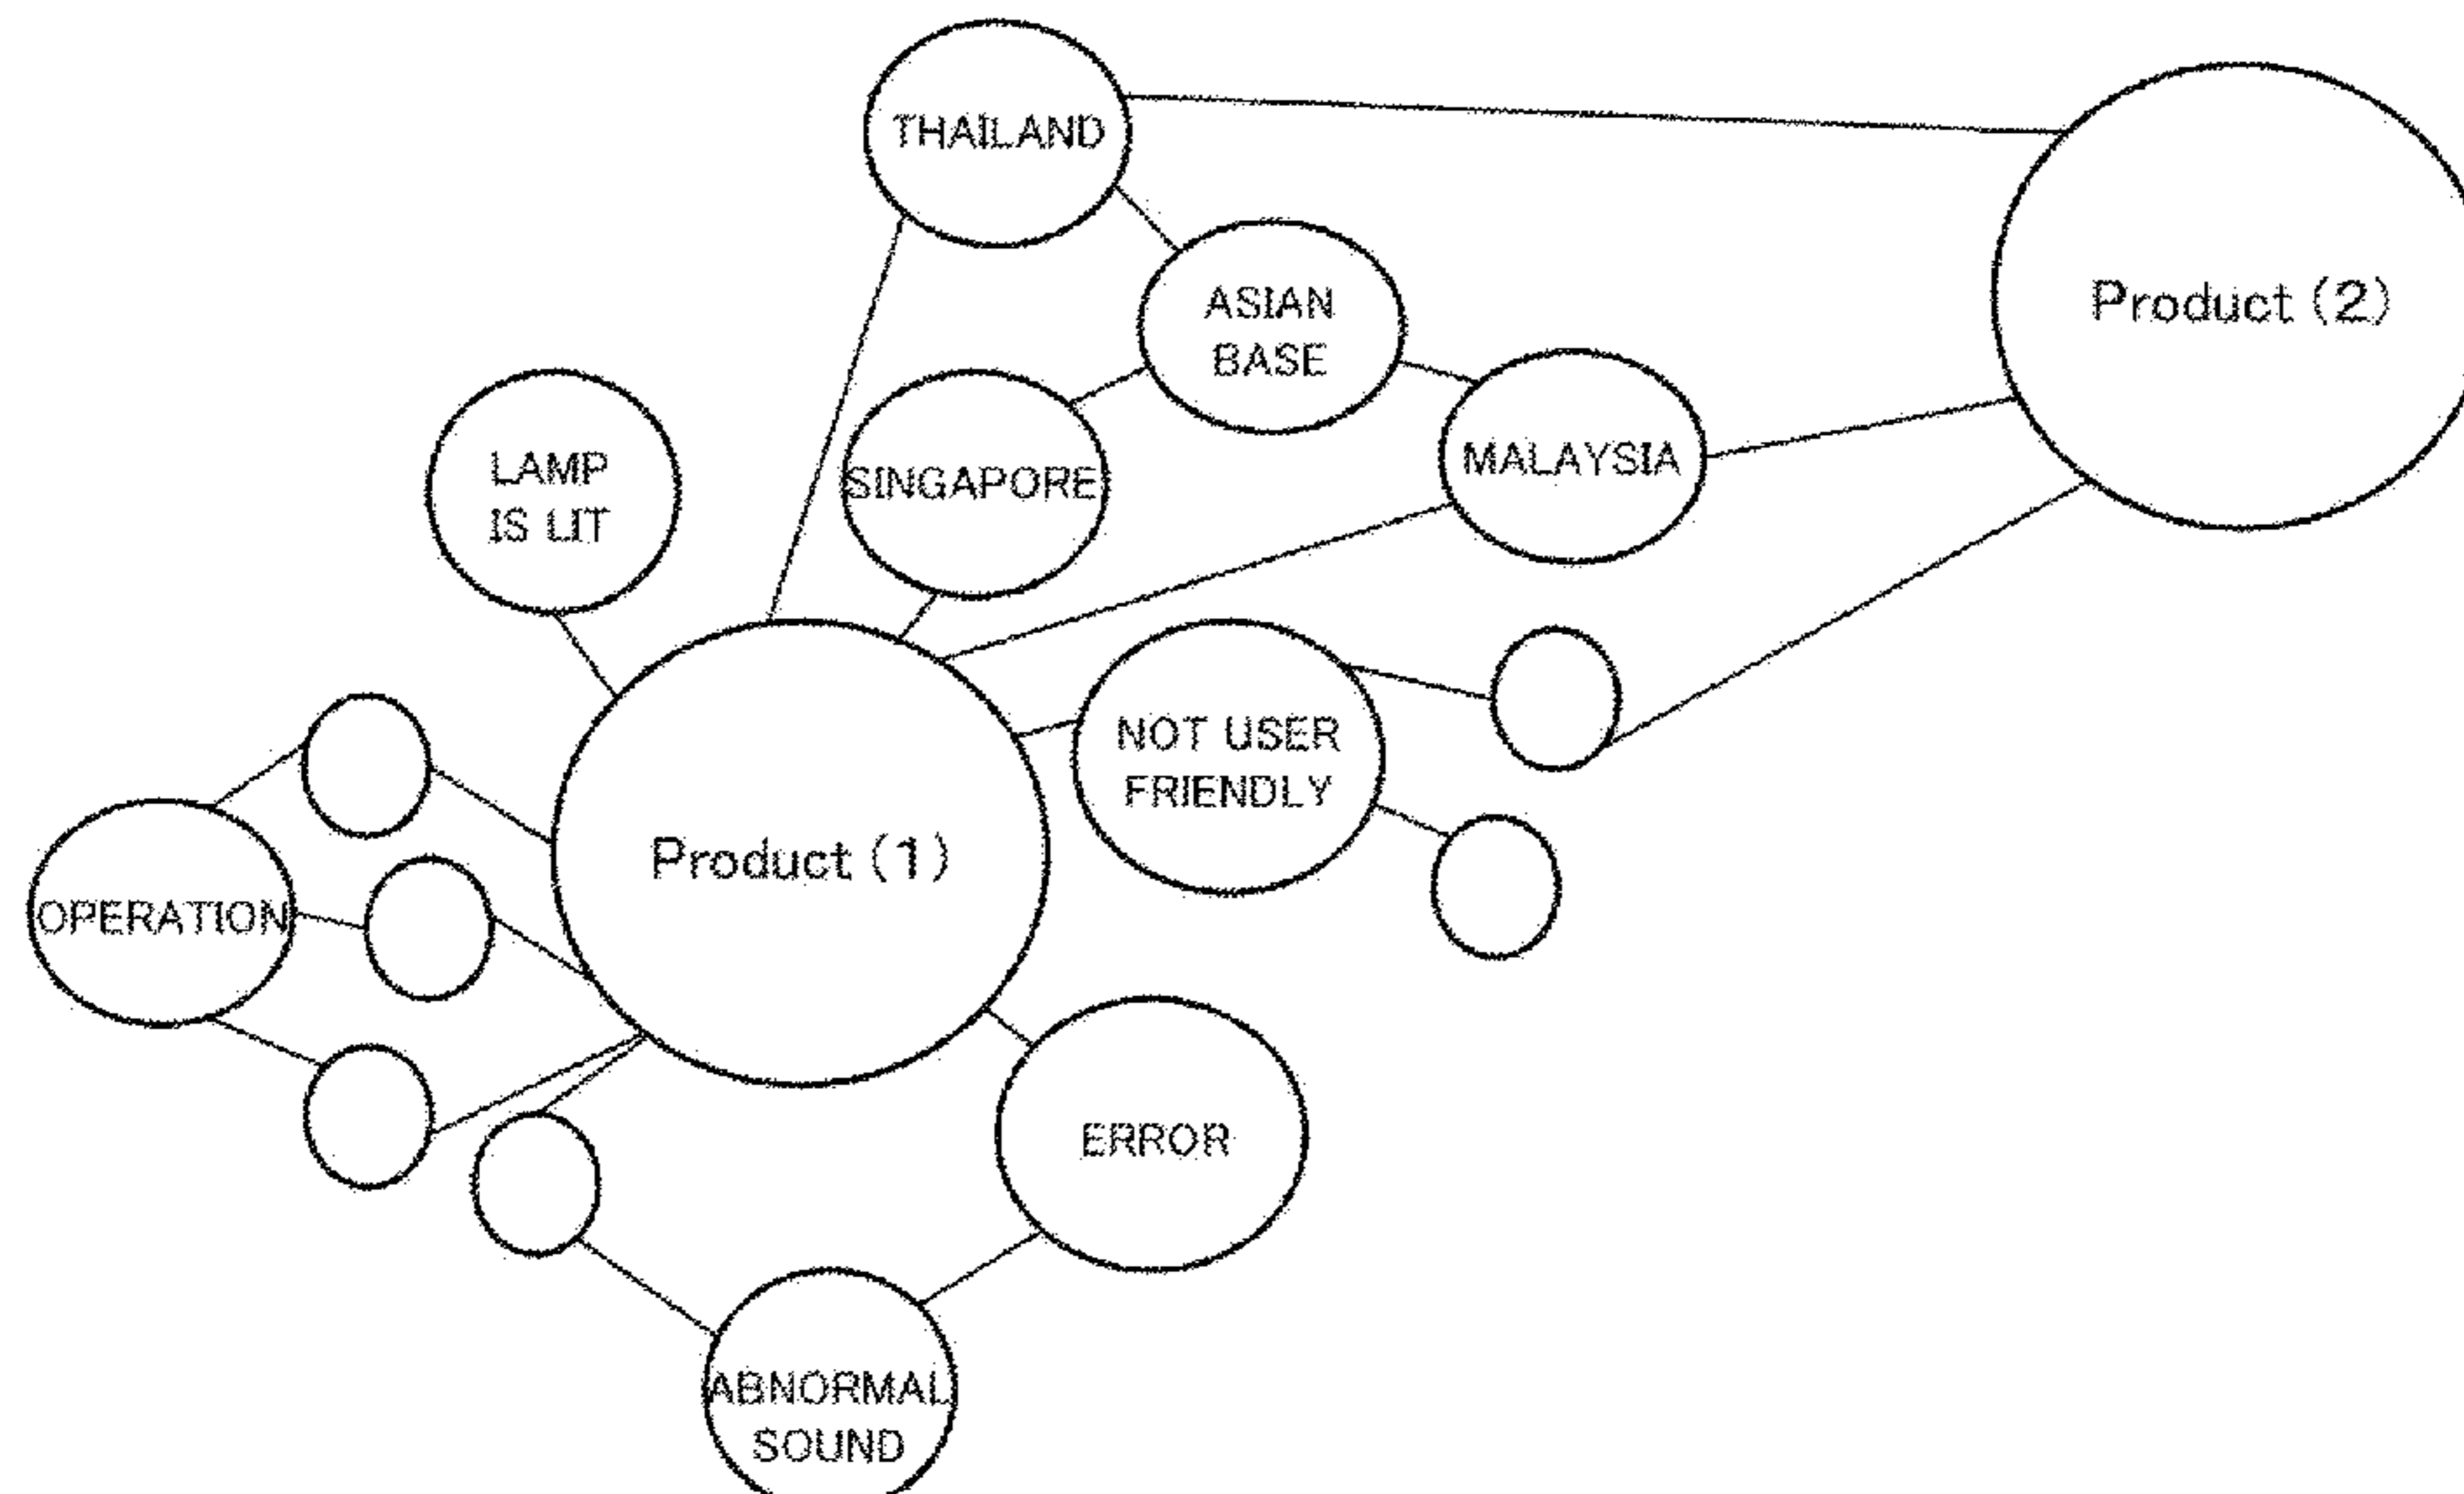 THAILAND
ASIAN
BASE
Product (2)
LAMP
IS LIT
SINGAPORE
MALAYSIA
NOT USER
FRIENDLY
Product (1)
OPERATION
ERROR
ABNORMAL
SOUND